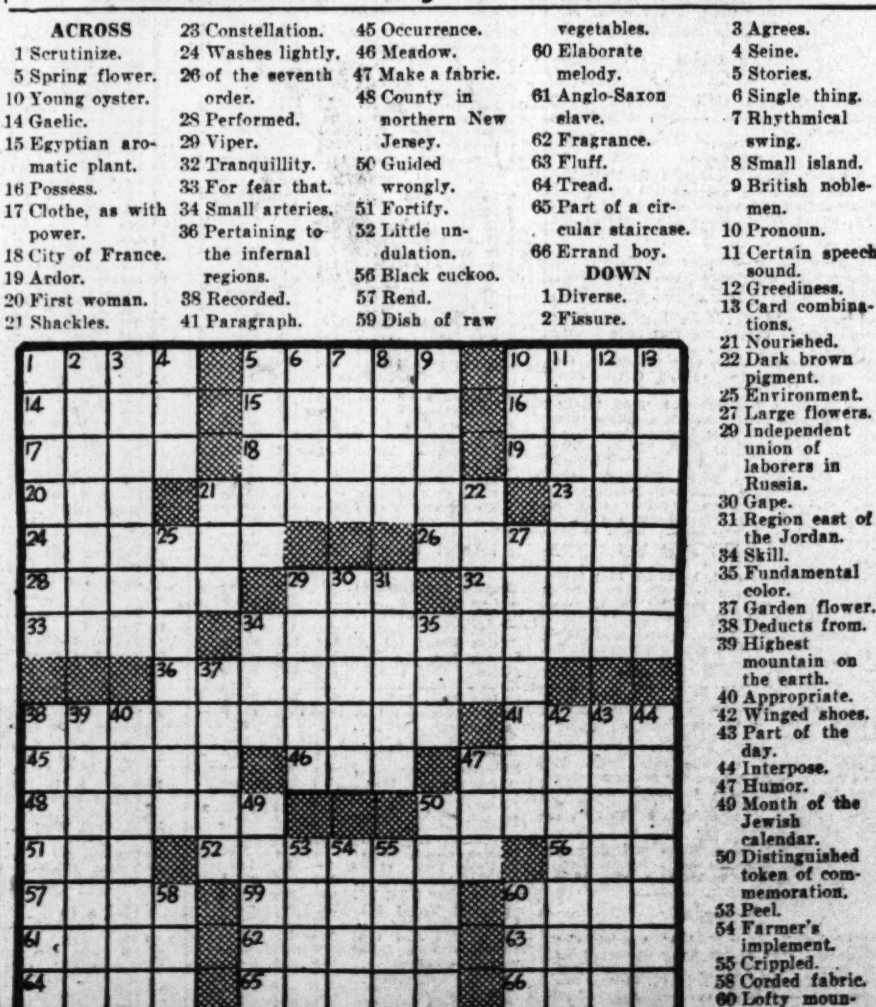 ACROSS
1 Scrutinize.
5 Spring flower.
10 Young oyster.
14 Gaelic.
15 Egyptian aro-
matic plant.
16 Possess.
17 Clothe, as with
power.
18 City of France.
19 Ardor.
20 First woman.
21 Shackles.
23 Constellation.
24 Washes lightly.
26 of the seventh
order.
28 Performed.
29 Viper.
32 Tranquillity.
33 For fear that.
34 Small arteries.
36 Pertaining to
the infernal
regions.
38 Recorded.
41 Paragraph.
45 Occurrence.
46 Meadow.
47 Make a fabric.
48 County in
northern New
Jersey.
50 Guided
wrongly.
51 Fortify.
52 Little un-
dulation.
56 Black cuckoo.
57 Rend.
59 Dish of raw
vegetables.
60 Elaborate
melody.
61 Anglo-Saxon
slave.
62 Fragrance.
63 Fluff.
64 Tread.
65 Part of a cir-
cular staircase.
66 Errand boy.
DOWN
1 Diverse.
2 Fissure.
3 Agrees.
4 Seine.
5 Stories.
6 Single thing.
7 Rhythmical
swing.
8 Small island.
9 British noble-
men.
10 Pronoun.
11 Certain speech
sound.
12 Greediness.
13 Card combina-
tions.
21 Nourished.
22 Dark brown
pigment.
25 Environment.
27 Large flowers.
29 Independent
union of
laborers in
Russia.
30 Gape.
31 Region east of
the Jordan.
34 Skill.
35 Fundamental
color.
37 Garden flower.
38 Deducts from.
39 Highest
mountain on
the earth.
40 Appropriate.
42 Winged shoes.
43 Part of the
day.
44 Interpose.
47 Humor.
49 Month of the
Jewish
calendar.
50 Distinguished
token of com-
memoration.
53 Peel.
54 Farmer's
implement.
55 Crippled.
58 Corded fabric.
60 Lofty moun-
1 2 3 4 5 6 7 8 9 10 11 12 13
14 15 16
17 18 19
20 21 22 23
24 25 26 27
28 29 30 31 32
33 34 35
36 37
38 39 40 41 42 43 44
45 46 47
48 49 50
51 52 53 54 55 56
57 58 59 60
61 62 63
64 65 66